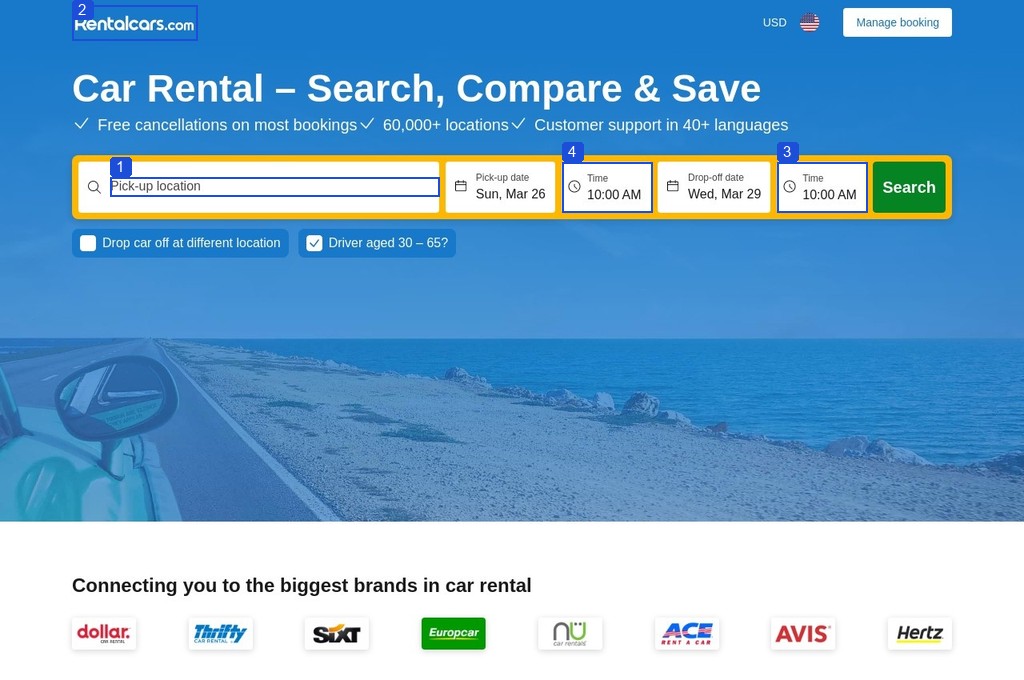 2
Rentalcars.com
USD
Manage booking
Car Rental – Search, Compare & Save
Free cancellations on most bookings
60,000+ locations
Customer support in 40+ languages
1
Pick-up location
Pick-up date
Sun, Mar 26
4
Time
10:00 AM
Drop-off date
Wed, Mar 29
3
Time
10:00 AM
Search
Drop car off at different location
Driver aged 30 – 65?
Connecting you to the biggest brands in car rental
dollar.
CAR RENTAL
Thrifty
CAR RENTAL
SiXT
Europcar
nü
car rentals
ACE
RENT A CAR
AVIS
Hertz